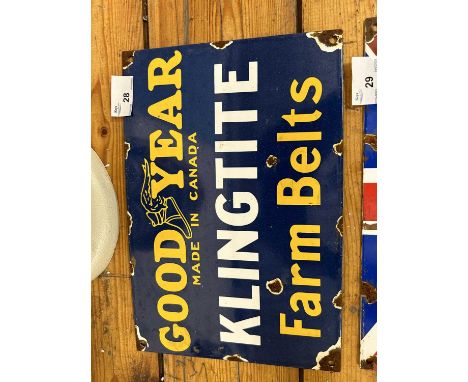 GOOD YEAR
MADE IN CANADA
KLINGTITE
Farm Belts
28
29